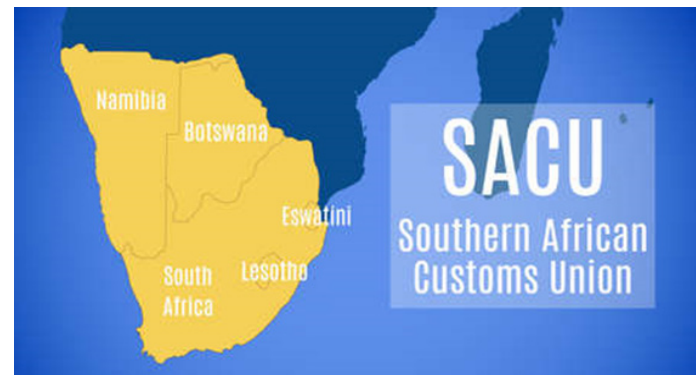 Namibia
Botswana
Eswatini
South
Africa
Lesotho
SACU
Southern African
Customs Union